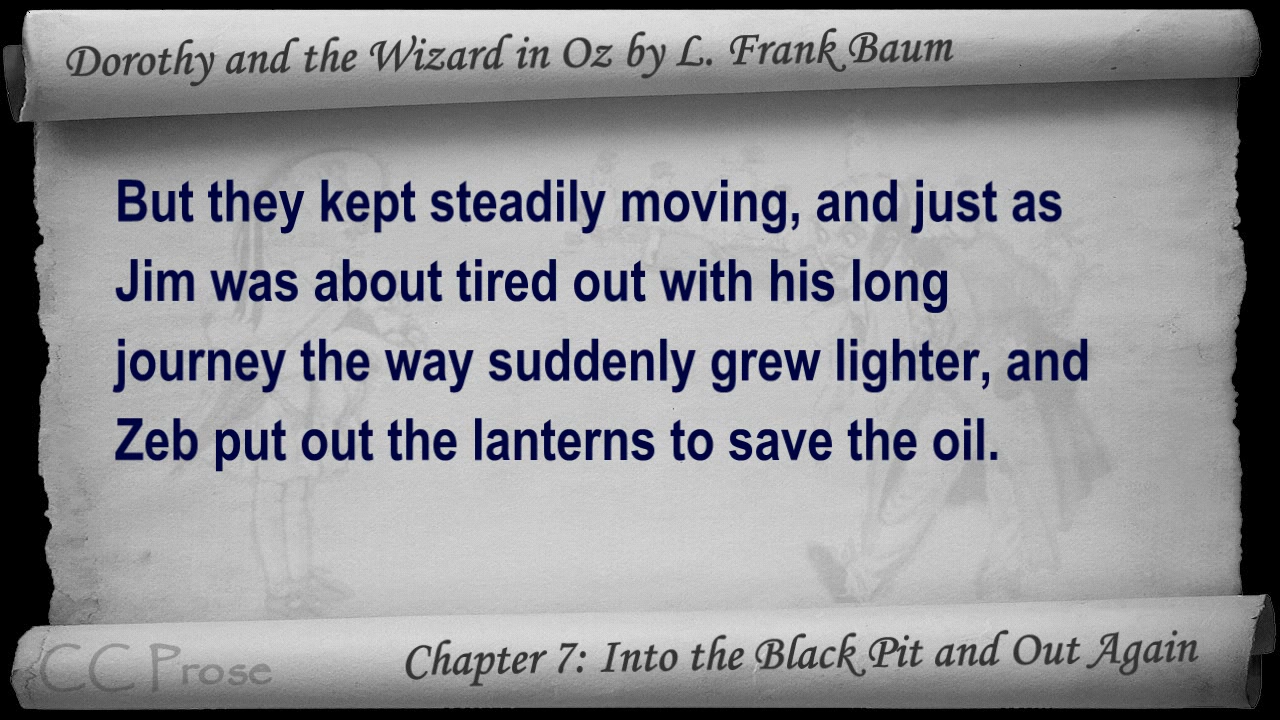 Dorothy and the Wizard in Oz by L. Frank Baum
But they kept steadily moving, and just as
Jim was about tired out with his long
journey the way suddenly grew lighter, and
Zeb put out the lanterns to save the oil.
CC Prose
Chapter 7: Into the Black Pit and Out Again